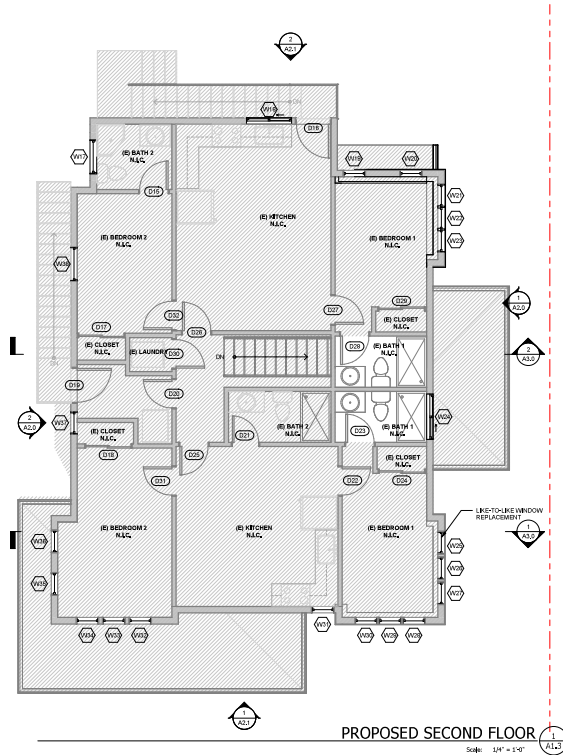 2
A2.1
DN
W18
D16
(E) BATH 2
N.I.C.
W17
W19
W20
D15
W21
(E) KITCHEN
N.I.C.
W22
(E) BEDROOM 2
N.I.C.
(E) BEDROOM 1
N.I.C.
W23
W38
D32
D26
D27
D29
1
A2.0
D17
(E) CLOSET
N.I.C.
(E) CLOSET
N.I.C.
(E) LAUNDRY
D30
DN
D28
(E) BATH 1
N.I.C.
2
A3.0
DN
D19
D20
W37
2
A2.0
(E) CLOSET
N.I.C.
D21
(E) BATH 2
N.I.C.
(E) BATH 1
N.I.C.
W24
D23
D18
D25
(E) CLOSET
N.I.C.
D31
D22
D24
LIKE-TO-LIKE WINDOW
REPLACEMENT
(E) BEDROOM 2
N.I.C.
(E) KITCHEN
N.I.C.
(E) BEDROOM 1
N.I.C.
1
A3.0
W36
W25
W26
W35
W27
W31
W34
W33
W32
W30
W29
W28
1
A2.1
PROPOSED SECOND FLOOR
1
A1.3
Scale: 1/4" = 1'-0"